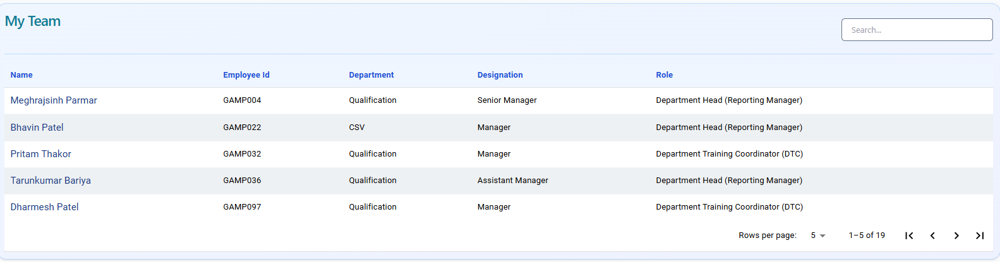 My Team
Search...
Name Employee Id Department Designation Role
Meghrajsinh Parmar GAMP004 Qualification Senior Manager Department Head (Reporting Manager)
Bhavin Patel GAMP022 CSV Manager Department Head (Reporting Manager)
Pritam Thakor GAMP032 Qualification Manager Department Training Coordinator (DTC)
Tarunkumar Bariya GAMP036 Qualification Assistant Manager Department Head (Reporting Manager)
Dharmesh Patel GAMP097 Qualification Manager Department Training Coordinator (DTC)
Rows per page: 5 1–5 of 19